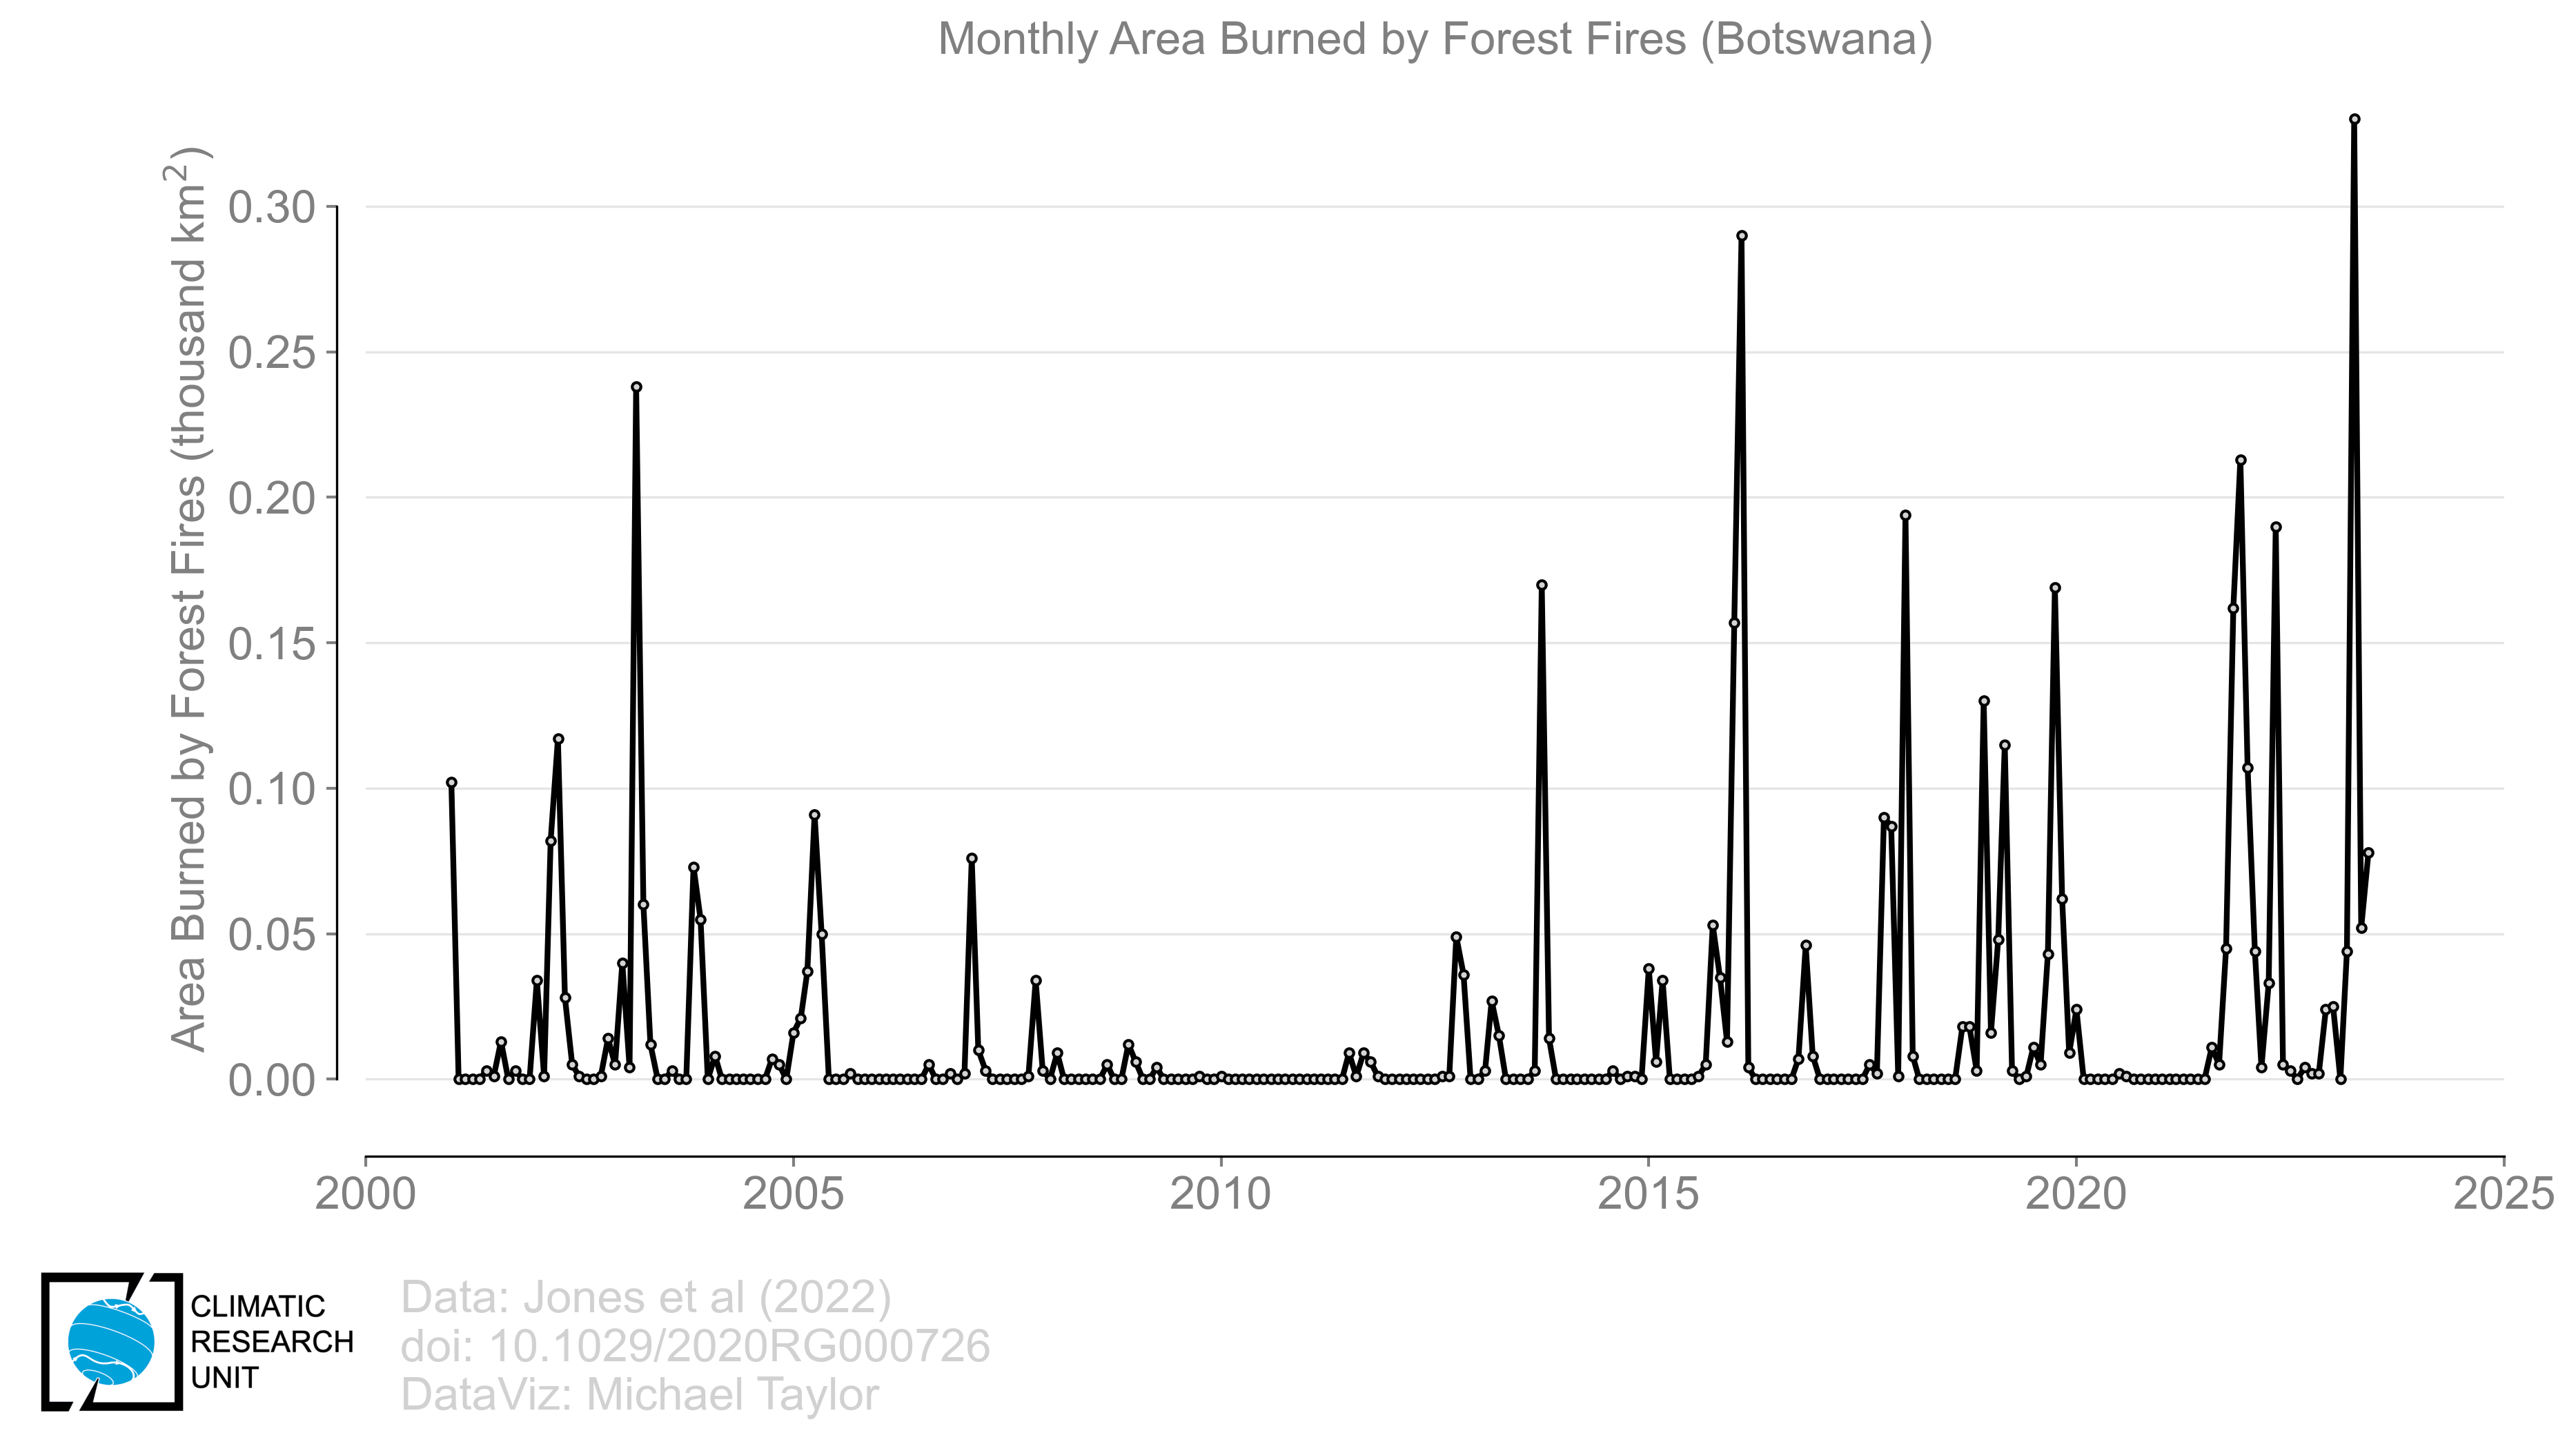 Monthly Area Burned by Forest Fires (Botswana)
Area Burned by Forest Fires (thousand km²)
0.30
0.25
0.20
0.15
0.10
0.05
0.00
2000
2005
2010
2015
2020
2025
CLIMATIC
RESEARCH
UNIT
Data: Jones et al (2022)
doi: 10.1029/2020RG000726
DataViz: Michael Taylor